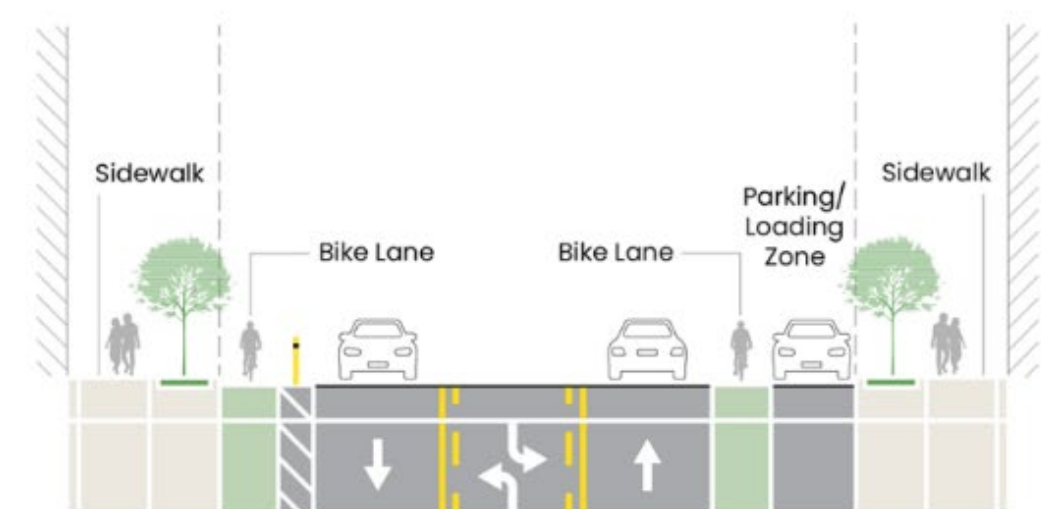 Sidewalk
Bike Lane
Bike Lane
Parking/
Loading
Zone
Sidewalk